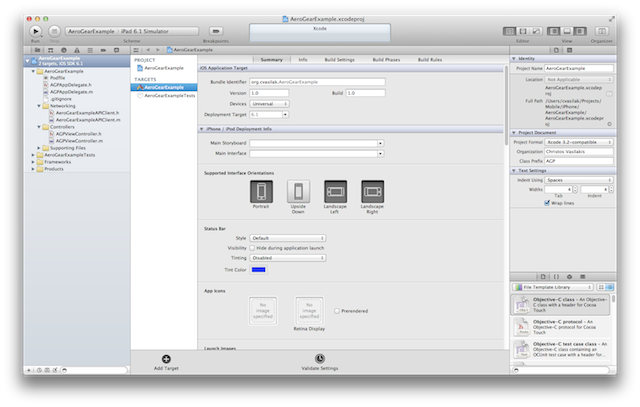 AeroGearExample.xcodeproj
Run
Stop
AeroGearExample
iPad 6.1 Simulator
Scheme
Breakpoints
Xcode
Editor
View
Organizer
AeroGearExample
AeroGearExample
2 targets, iOS SDK 6.1
AeroGearExample
Podfile
AGPAppDelegate.h
AGPAppDelegate.m
.gitignore
Networking
AeroGearExampleAPIClient.h
AeroGearExampleAPIClient.m
Controllers
AGPViewController.h
AGPViewController.m
Supporting Files
AeroGearExampleTests
Frameworks
Products
PROJECT
AeroGearExample
TARGETS
AeroGearExample
AeroGearExampleTests
Summary
Info
Build Settings
Build Phases
Build Rules
iOS Application Target
Bundle Identifier
org.cvasilak.AeroGearExample
Version
1.0
Build
1.0
Devices
Universal
Deployment Target
6.1
iPhone / iPod Deployment Info
Main Storyboard
Main Interface
Supported Interface Orientations
Portrait
Upside
Down
Landscape
Left
Landscape
Right
Status Bar
Style
Default
Visibility
Hide during application launch
Tinting
Disabled
Tint Color
App Icons
No
image
specified
No
image
specified
Prerendered
Retina Display
Launch Images
Add Target
Validate Settings
Identity
Project Name
AeroGearExample
Location
Not Applicable
AeroGearExample.xcodeproj
Full Path
/Users/cvasilak/Projects/
Mobile/iPhone/
AeroGearExample/
AeroGearExample.xcodeproj
Project Document
Project Format
Xcode 3.2-compatible
Organization
Christos Vasilakis
Class Prefix
AGP
Text Settings
Indent Using
Spaces
Widths
4
4
Tab
Indent
Wrap lines
File Template Library
Objective-C class - An Objective-C class with a header for Cocoa Touch
Objective-C protocol - An Objective-C protocol for Cocoa Touch
Objective-C test case class - An Objective-C class containing an OCUnit test case with a header